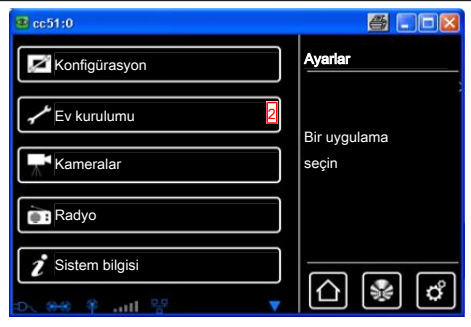 cc51:0
Konfigürasyon
Ev kurulumu
2
Kameralar
Radyo
Sistem bilgisi
Ayarlar
Bir uygulama
seçin